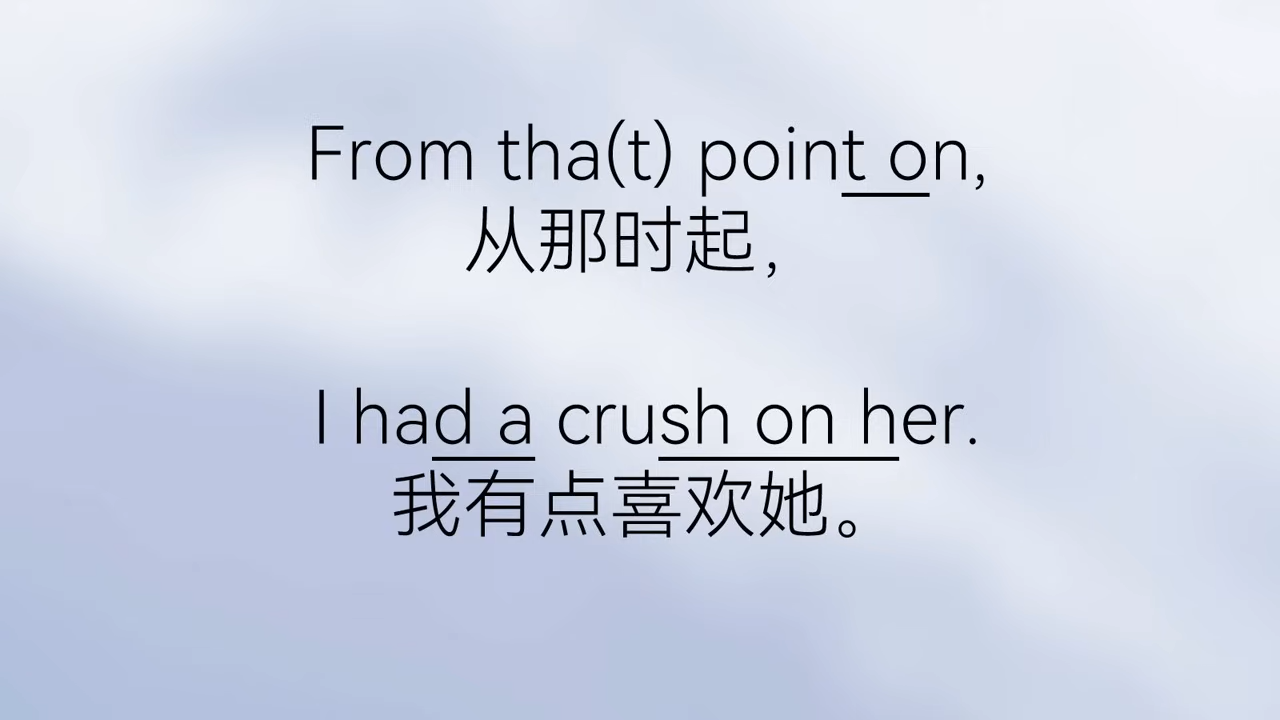 From tha(t) point on,
从那时起，
I had a crush on her.
我有点喜欢她。